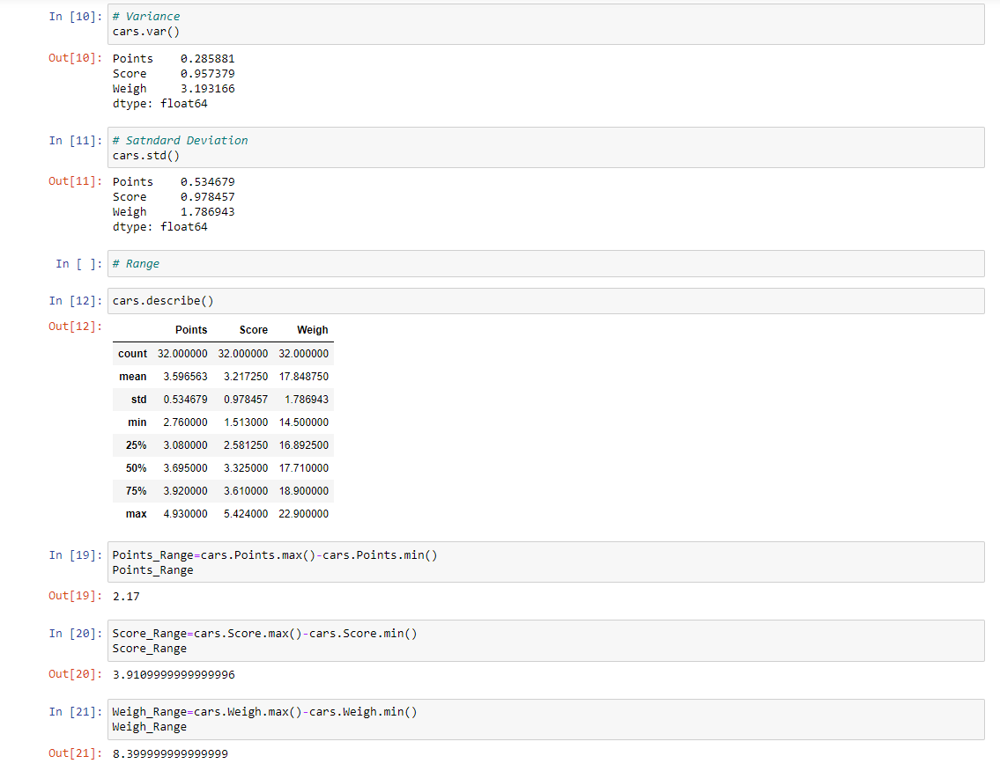 In [10]: # Variance
cars.var()
Out[10]: Points 0.285881
Score 0.957379
Weigh 3.193166
dtype: float64
In [11]: # Satndard Deviation
cars.std()
Out[11]: Points 0.534679
Score 0.978457
Weigh 1.786943
dtype: float64
In [ ]: # Range
In [12]: cars.describe()
Out[12]:
Points Score Weigh
count 32.000000 32.000000 32.000000
mean 3.596563 3.217250 17.848750
std 0.534679 0.978457 1.786943
min 2.760000 1.513000 14.500000
25% 3.080000 2.581250 16.892500
50% 3.695000 3.325000 17.710000
75% 3.920000 3.610000 18.900000
max 4.930000 5.424000 22.900000
In [19]: Points_Range=cars.Points.max()-cars.Points.min()
Points_Range
Out[19]: 2.17
In [20]: Score_Range=cars.Score.max()-cars.Score.min()
Score_Range
Out[20]: 3.9109999999999996
In [21]: Weigh_Range=cars.Weigh.max()-cars.Weigh.min()
Weigh_Range
Out[21]: 8.399999999999999